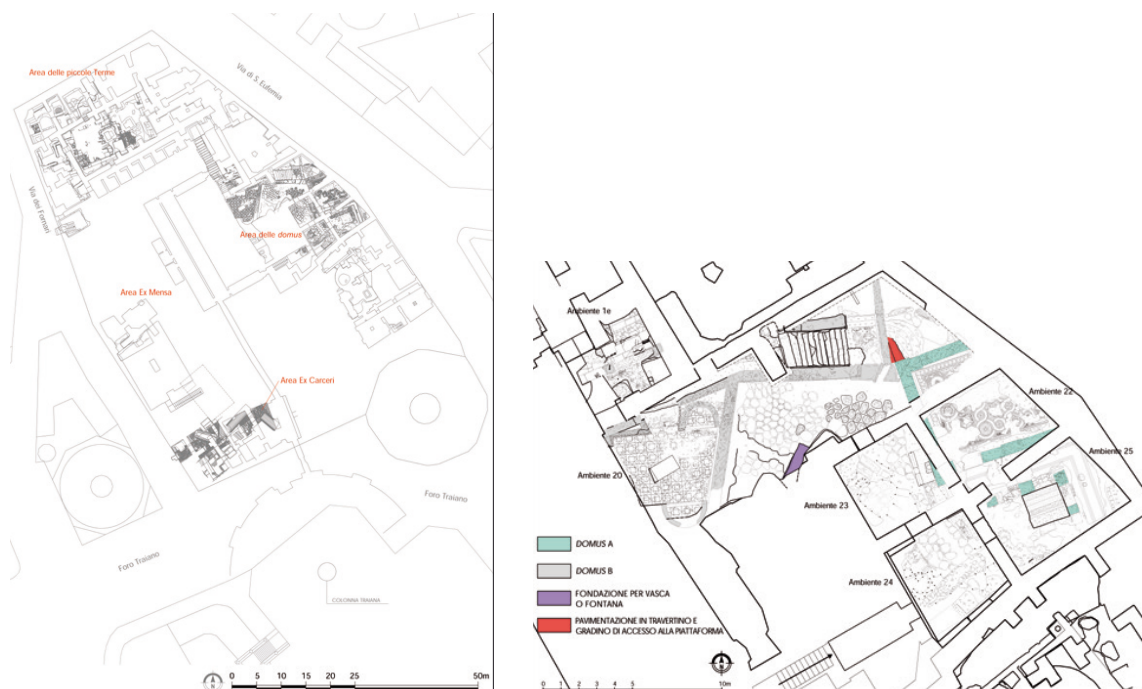 Area delle piccole Terme
Via di S. Eufemia
Via dei Fornari
Area delle domus
Area Ex Mensa
Area Ex Carceri
Foro Traiano
Foro Traiano
COLONNA TRAIANA
N
0 5 10 15 20 25 50m
Ambiente 1e
Ambiente 22
Ambiente 25
Ambiente 20
Ambiente 23
Ambiente 24
DOMUS A
DOMUS B
FONDAZIONE PER VASCA
O FONTANA
PAVIMENTAZIONE IN TRAVERTINO E
GRADINO DI ACCESSO ALLA PIATTAFORMA
N
0 1 2 3 4 5 10m